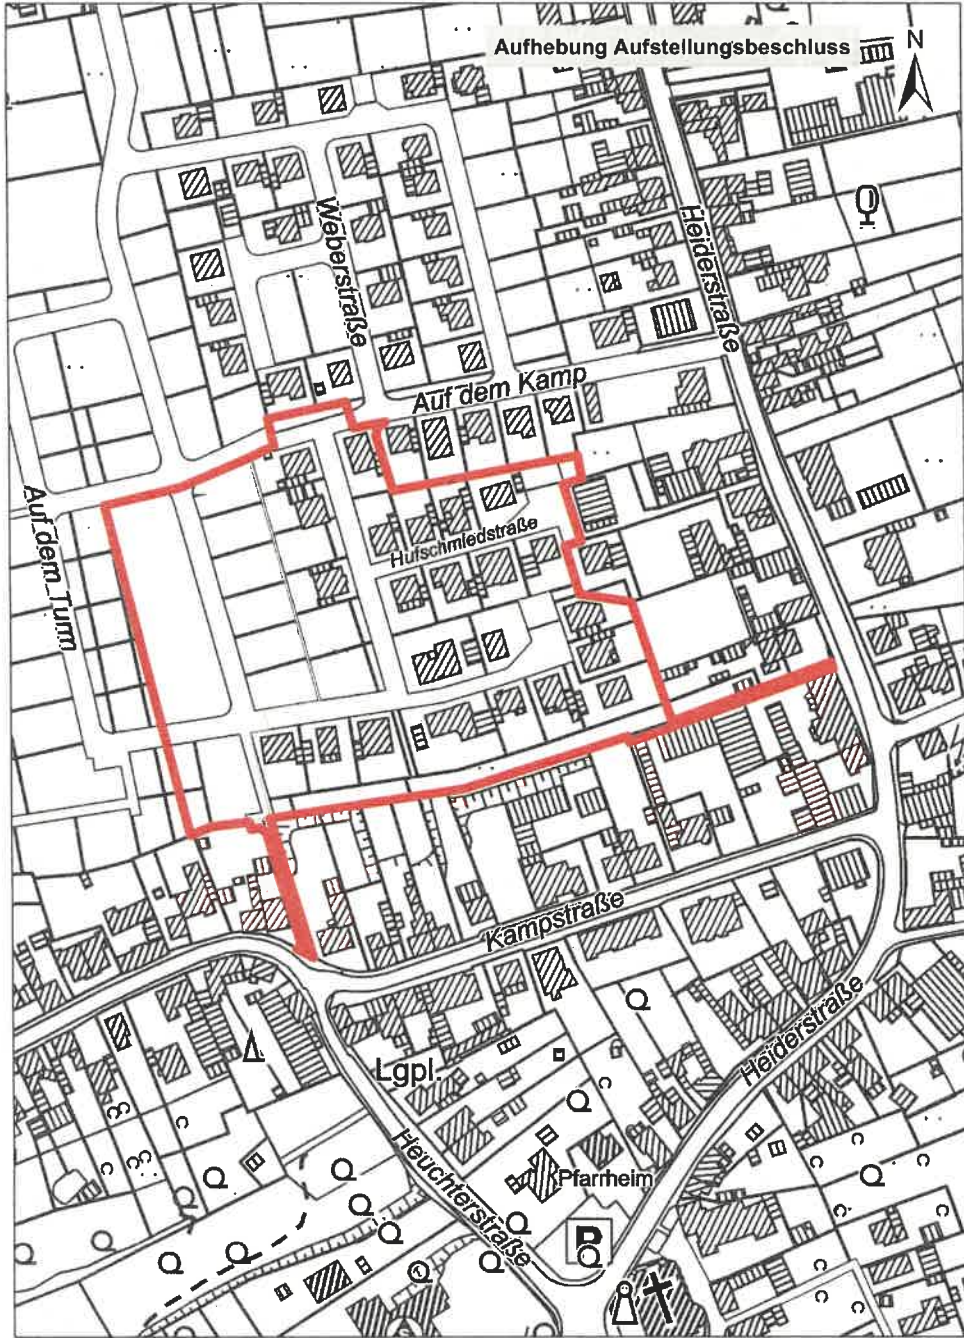 Aufhebung Aufstellungsbeschluss
N
Weberstraße
Heiderstraße
Auf dem Kamp
Auf dem Turm
Hufschmiedstraße
Kampstraße
Heiderstraße
Lgpl.
Heuchterstraße
Pfarrheim
P